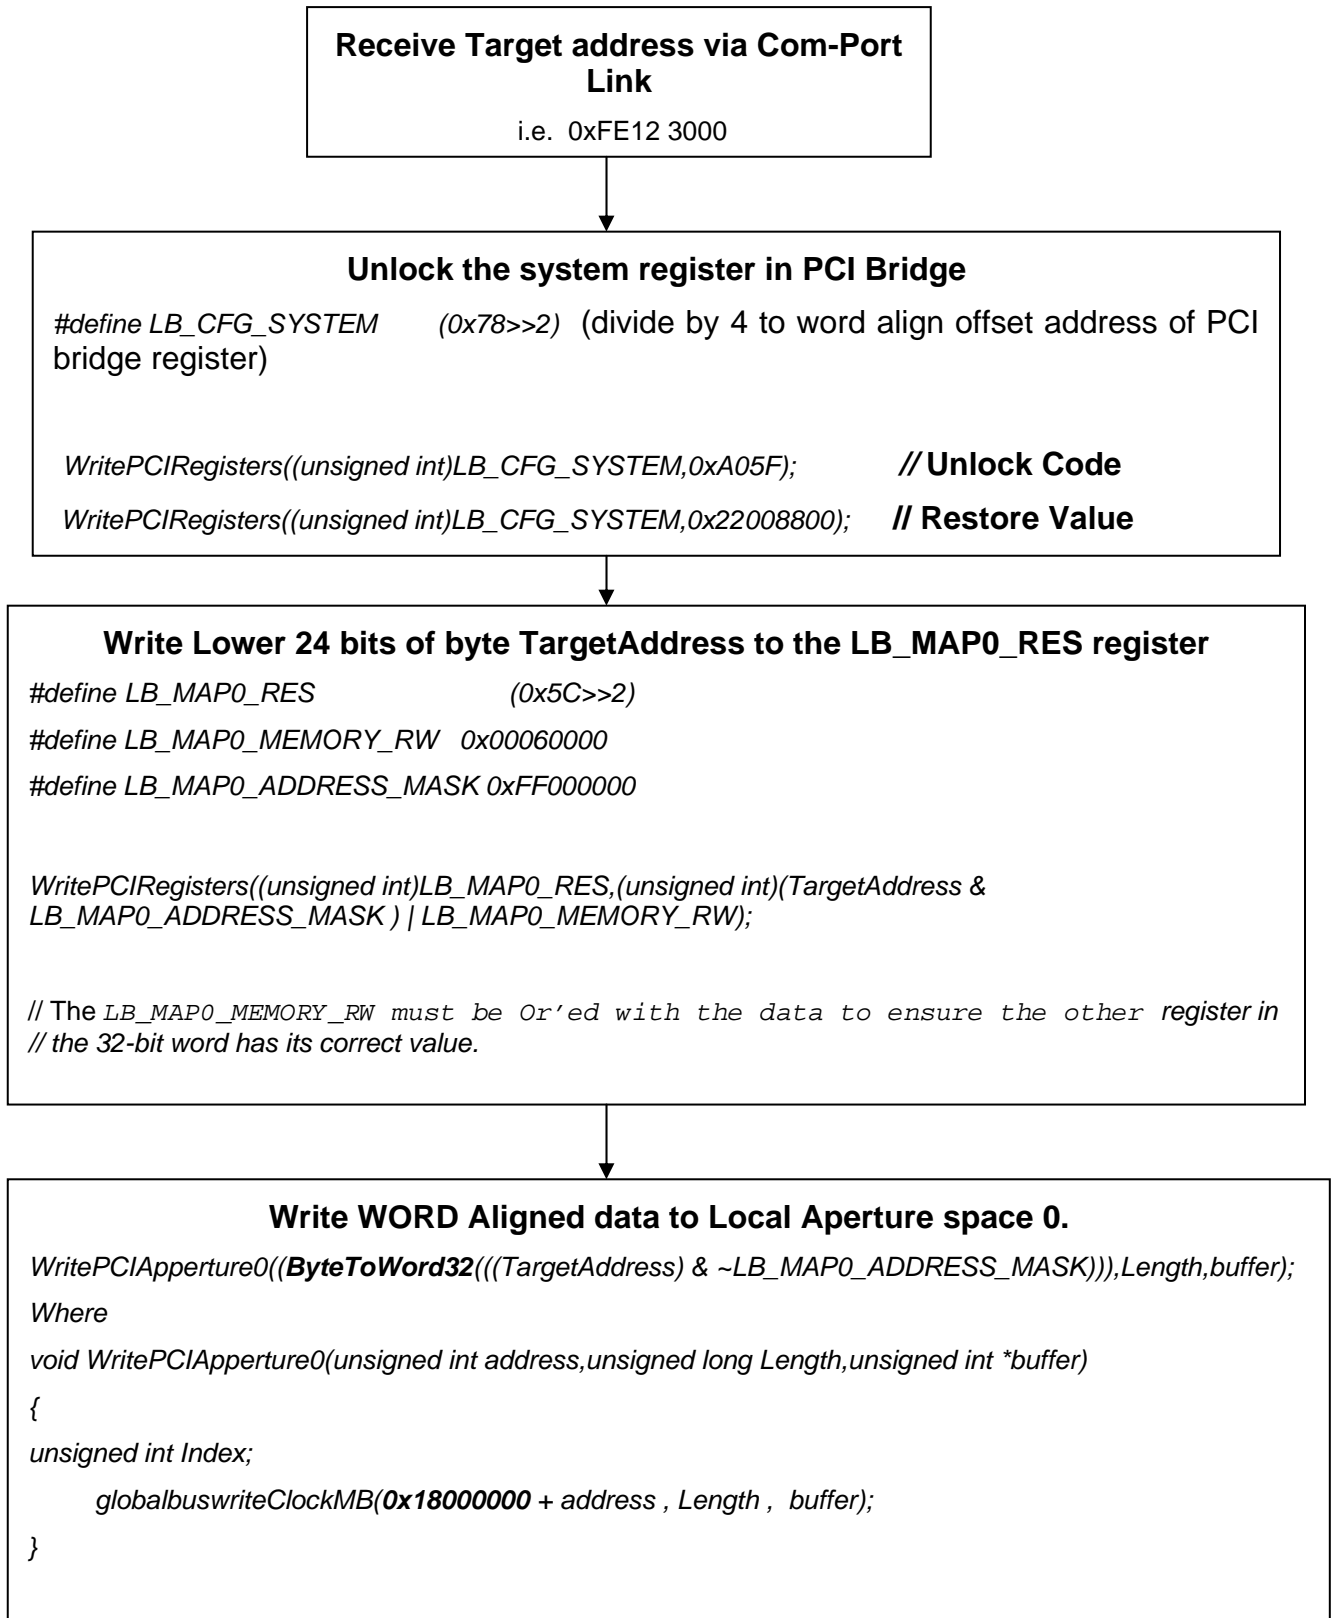 Receive Target address via Com-Port
Link
i.e. 0xFE12 3000
Unlock the system register in PCI Bridge
#define LB_CFG_SYSTEM (0x78>>2) (divide by 4 to word align offset address of PCI
bridge register)
WritePCIRegisters((unsigned int)LB_CFG_SYSTEM,0xA05F); // Unlock Code
WritePCIRegisters((unsigned int)LB_CFG_SYSTEM,0x22008800); // Restore Value
Write Lower 24 bits of byte TargetAddress to the LB_MAP0_RES register
#define LB_MAP0_RES (0x5C>>2)
#define LB_MAP0_MEMORY_RW 0x00060000
#define LB_MAP0_ADDRESS_MASK 0xFF000000
WritePCIRegisters((unsigned int)LB_MAP0_RES,(unsigned int)(TargetAddress &
LB_MAP0_ADDRESS_MASK ) | LB_MAP0_MEMORY_RW);
// The LB_MAP0_MEMORY_RW must be Or’ed with the data to ensure the other register in
// the 32-bit word has its correct value.
Write WORD Aligned data to Local Aperture space 0.
WritePCIApperture0((ByteToWord32(((TargetAddress) & ~LB_MAP0_ADDRESS_MASK))),Length,buffer);
Where
void WritePCIApperture0(unsigned int address,unsigned long Length,unsigned int *buffer)
{
unsigned int Index;
globalbuswriteClockMB(0x18000000 + address , Length , buffer);
}